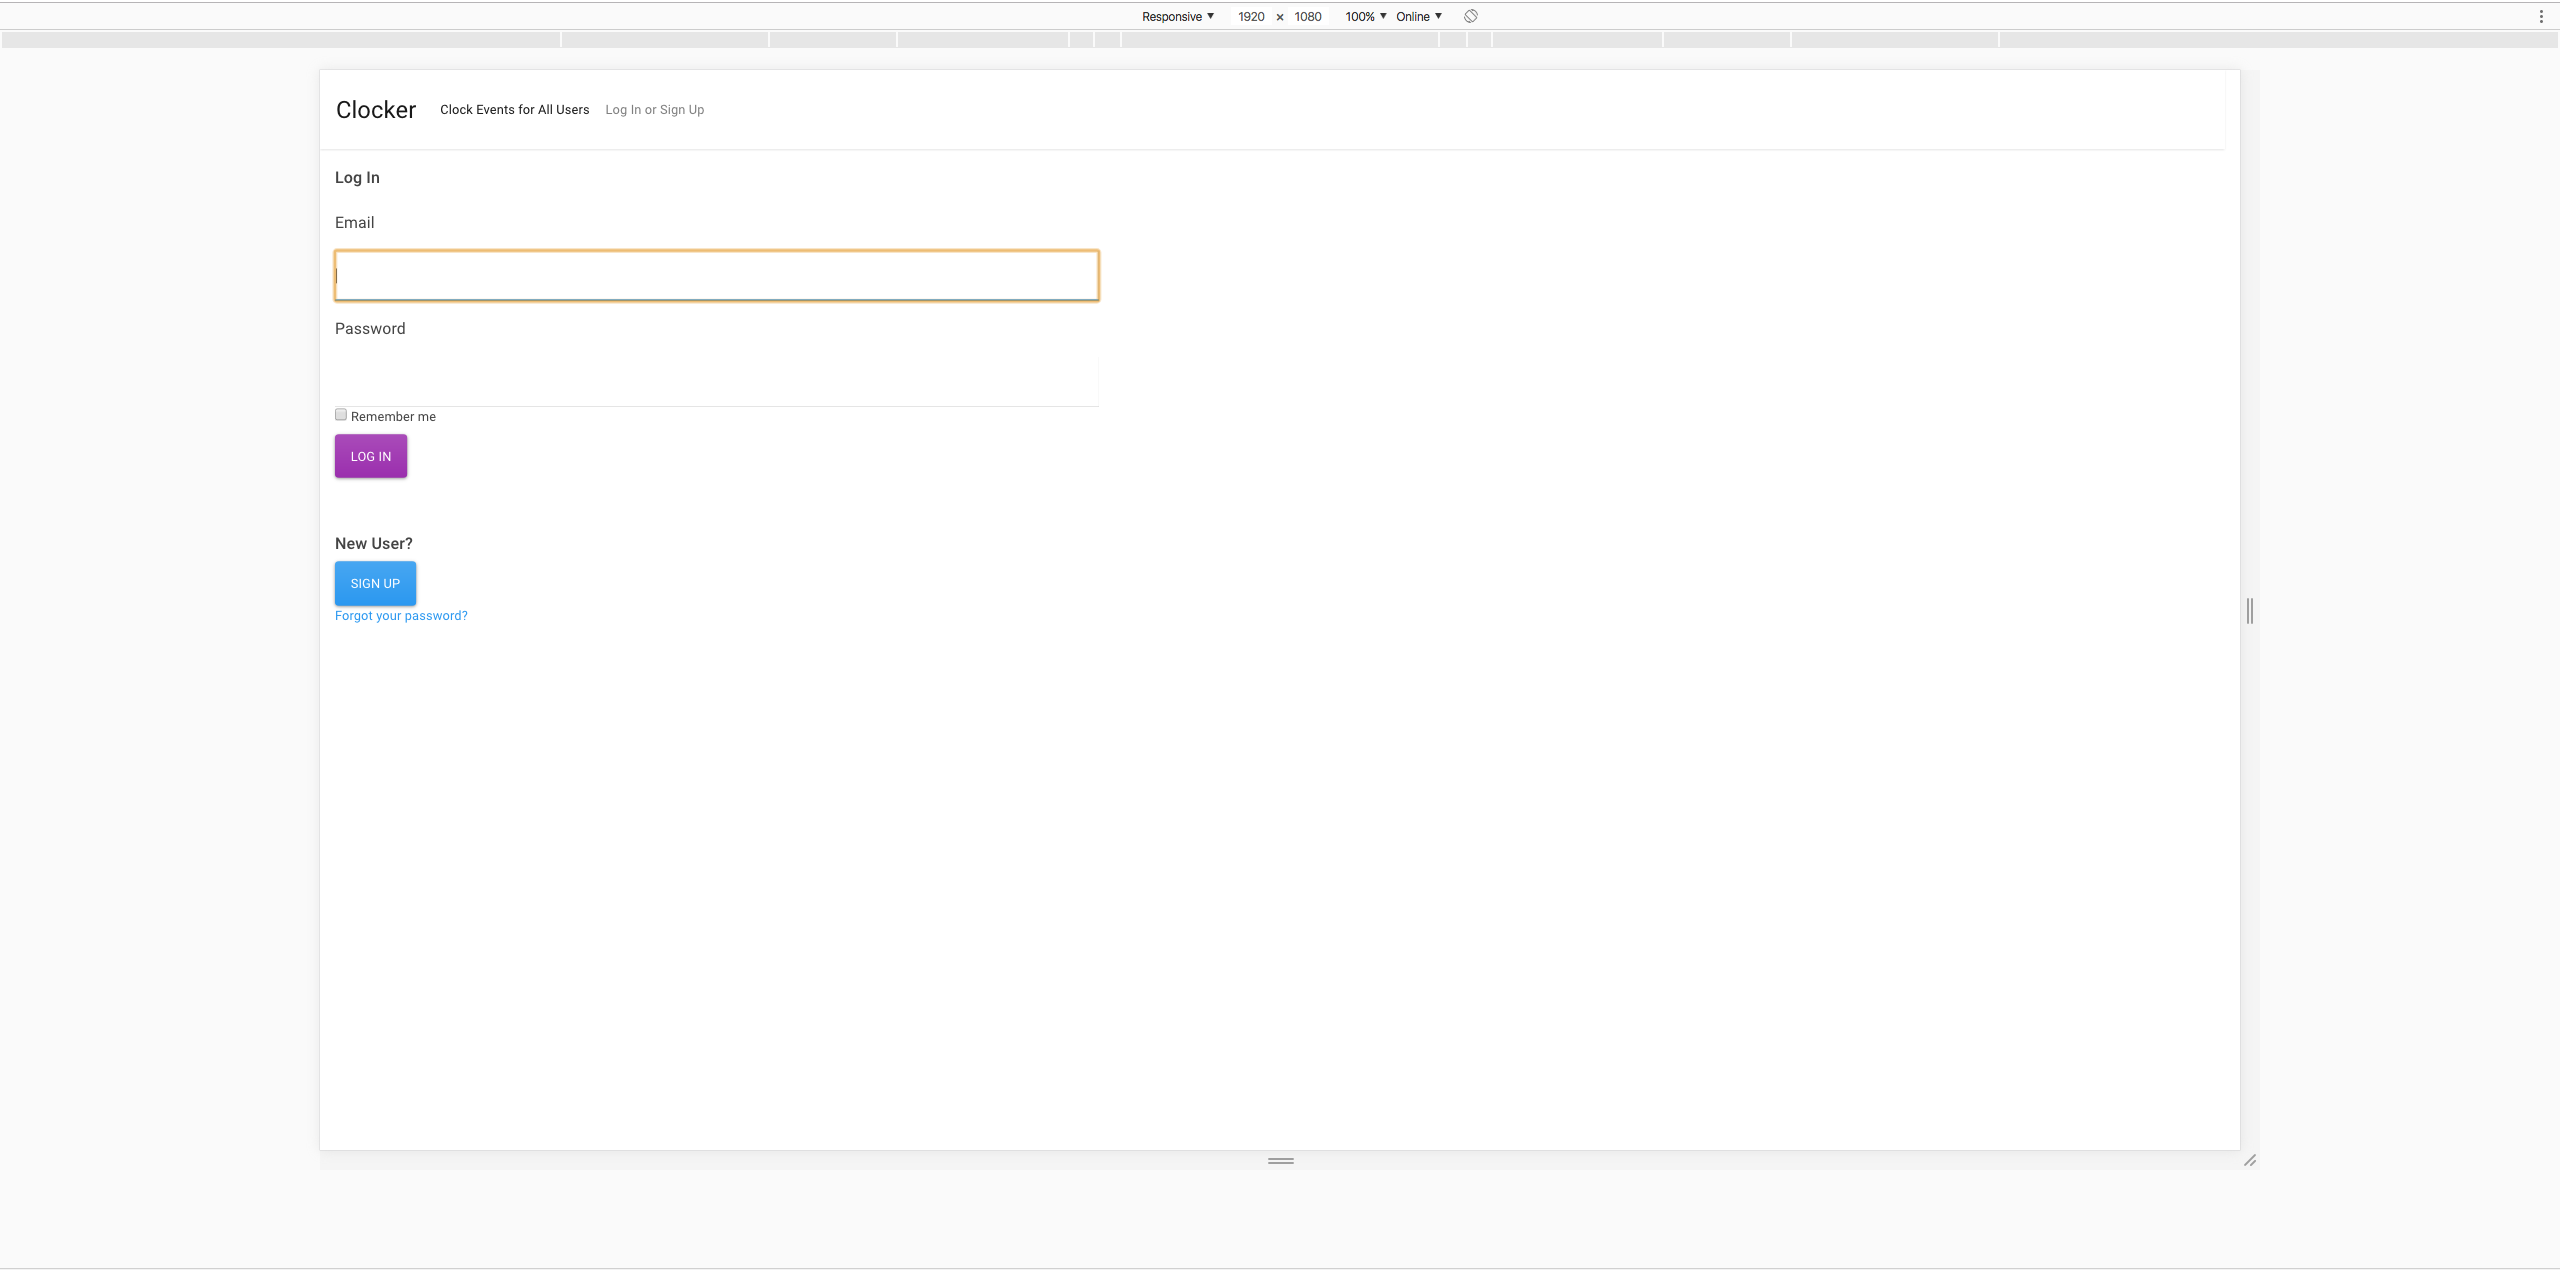 Responsive ▼ 1920 × 1080 100% ▼ Online ▼
Clocker Clock Events for All Users Log In or Sign Up
Log In
Email
Password
Remember me
LOG IN
New User?
SIGN UP
Forgot your password?